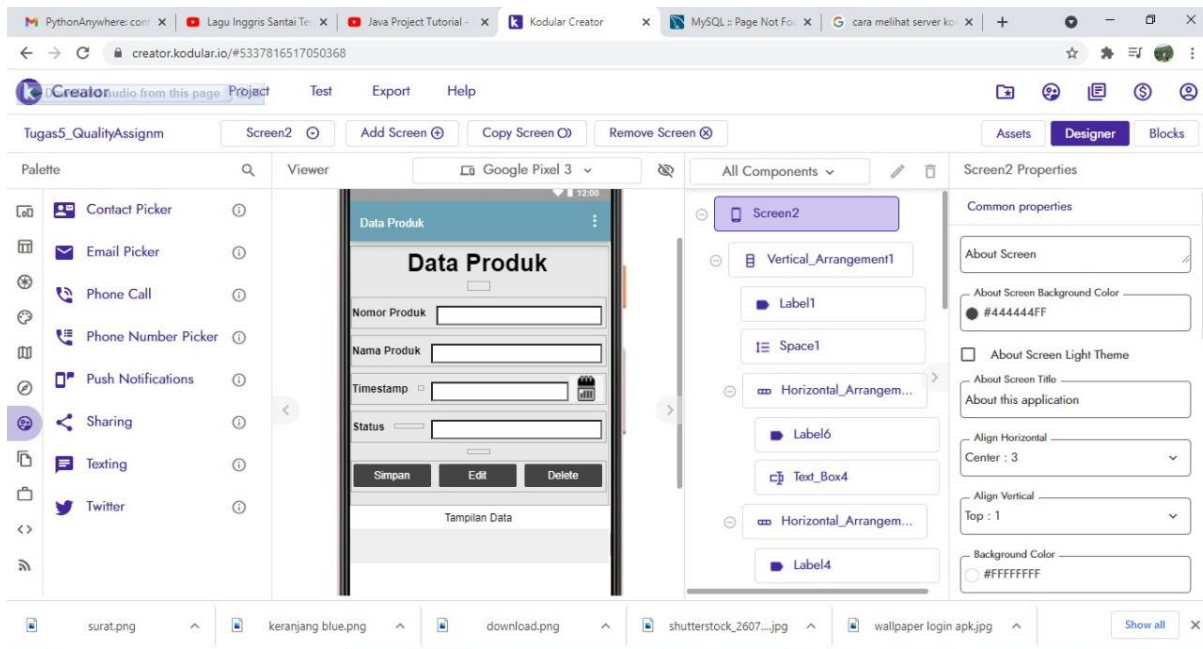 PythonAnywhere: cont
Lagu Inggris Santai Te
Java Project Tutorial -
Kodular Creator
MySQL :: Page Not Fou
cara melihat server ko
creator.kodular.io/#5337816517050368
Creator
audio from this page
Project
Test
Export
Help
Tugas5_QualityAssignm
Screen2
Add Screen
Copy Screen
Remove Screen
Assets
Designer
Blocks
Palette
Viewer
Google Pixel 3
All Components
Screen2 Properties
Contact Picker
Email Picker
Phone Call
Phone Number Picker
Push Notifications
Sharing
Texting
Twitter
12:00
Data Produk
Data Produk
Nomor Produk
Nama Produk
Timestamp
Status
Simpan
Edit
Delete
Tampilan Data
Screen2
Vertical_Arrangement1
Label1
Space1
Horizontal_Arrangem...
Label6
Text_Box4
Horizontal_Arrangem...
Label4
Common properties
About Screen
About Screen Background Color
#444444FF
About Screen Light Theme
About Screen Title
About this application
Align Horizontal
Center : 3
Align Vertical
Top : 1
Background Color
#FFFFFFFF
surat.png
keranjang blue.png
download.png
shutterstock_2607....jpg
wallpaper login apk.jpg
Show all